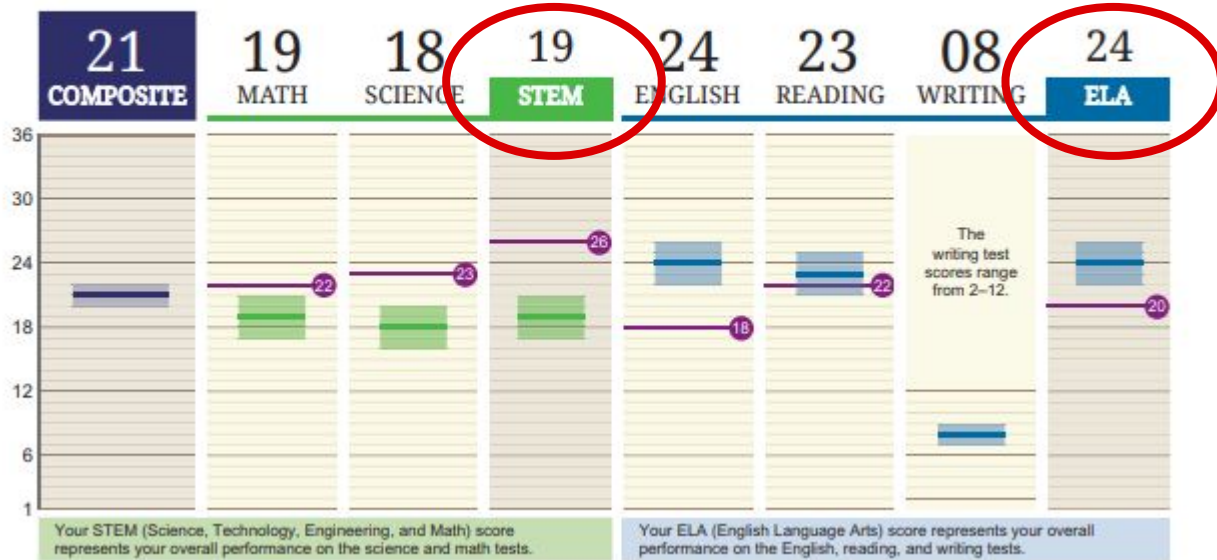 21 19 18 19 24 23 08 24
COMPOSITE MATH SCIENCE STEM ENGLISH READING WRITING ELA
36
30
24
18
12
6
1
22
23
26
18
22
The
writing test
scores range
from 2–12.
20
Your STEM (Science, Technology, Engineering, and Math) score
represents your overall performance on the science and math tests.
Your ELA (English Language Arts) score represents your overall
performance on the English, reading, and writing tests.